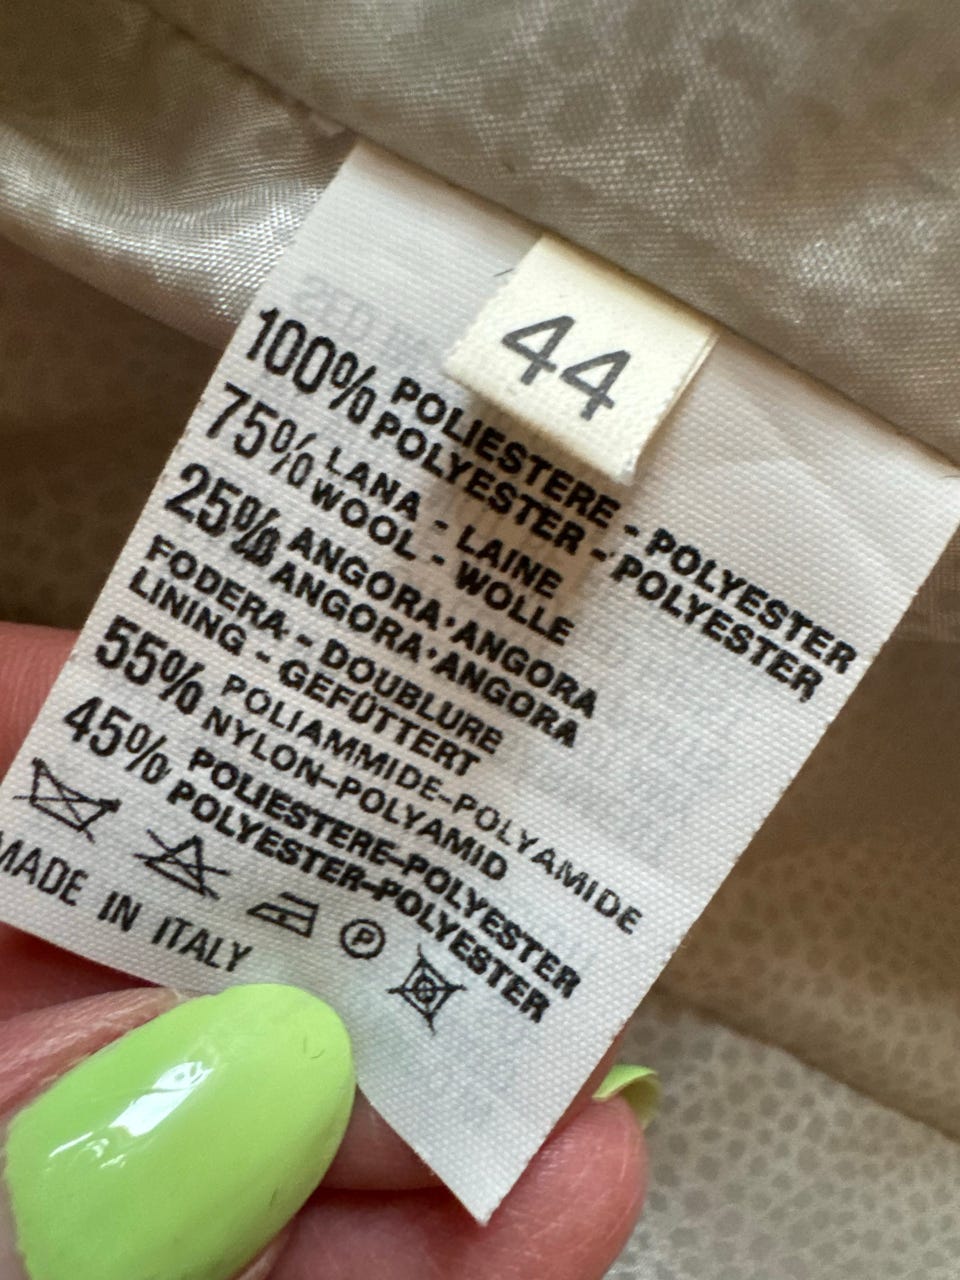 44
100% POLIESTERE - POLYESTER
POLYESTER - POLYESTER
75% LANA - LAINE
WOOL - WOLLE
25% ANGORA·ANGORA
ANGORA·ANGORA
FODERA - DOUBLURE
LINING - GEFÜTTERT
55% POLIAMMIDE-POLYAMIDE
NYLON-POLYAMID
45% POLIESTERE-POLYESTER
POLYESTER-POLYESTER
P
MADE IN ITALY